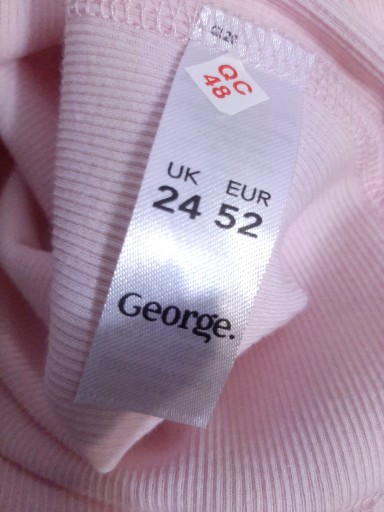 QC
48
UK EUR
24 52
George.